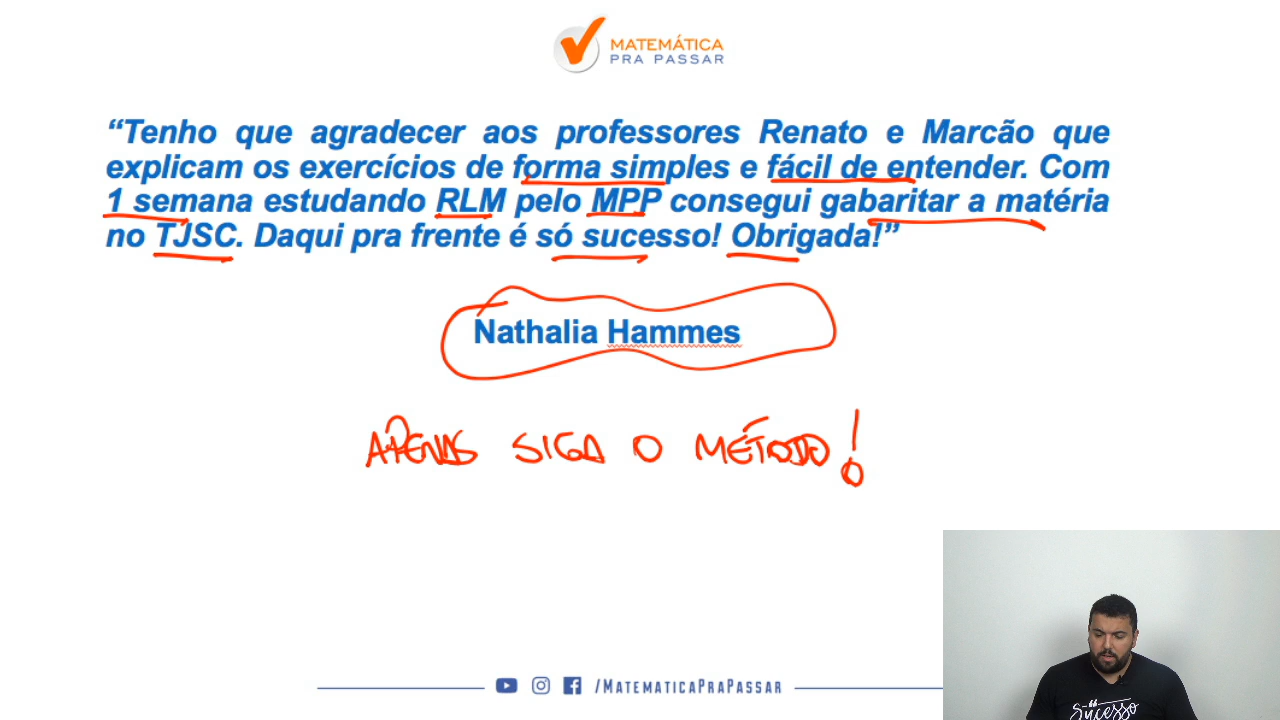 MATEMÁTICA
PRA PASSAR
“Tenho que agradecer aos professores Renato e Marcão que
explicam os exercícios de forma simples e fácil de entender. Com
1 semana estudando RLM pelo MPP consegui gabaritar a matéria
no TJSC. Daqui pra frente é só sucesso! Obrigada!”
Nathalia Hammes
APENAS SIGA O MÉTODO!
/MATEMATICAPRAPASSAR
SUCESSO